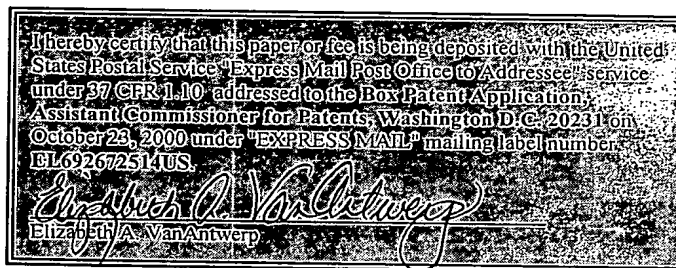 I hereby certify that this paper or fee is being deposited with the United
States Postal Service "Express Mail Post Office to Addressee" service
under 37 CFR 1.10 addressed to the Box Patent Application,
Assistant Commissioner for Patents, Washington D.C. 20231 on
October 23, 2000 under "EXPRESS MAIL" mailing label number
EL692672514US.
Elizabeth A. VanAntwerp
Elizabeth A. VanAntwerp